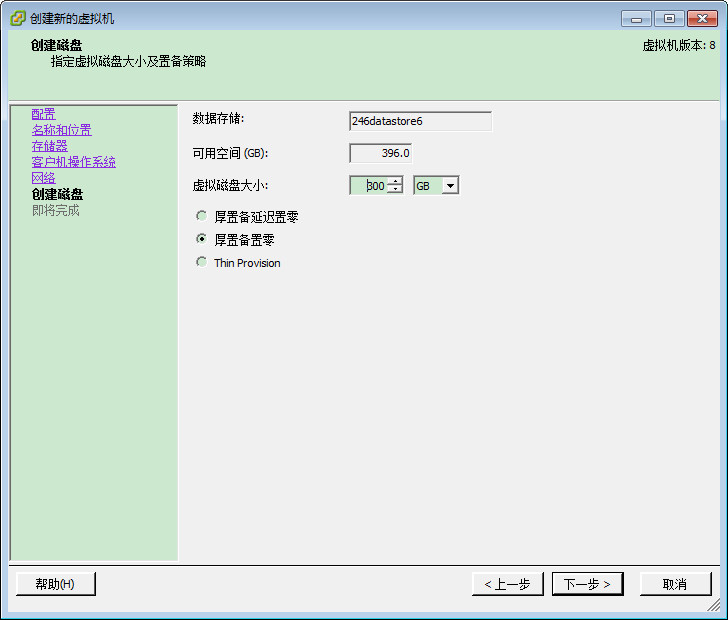 创建新的虚拟机
创建磁盘
指定虚拟磁盘大小及置备策略
虚拟机版本: 8
配置
名称和位置
存储器
客户机操作系统
网络
创建磁盘
即将完成
数据存储:
246datastore6
可用空间 (GB):
396.0
虚拟磁盘大小:
300
GB
厚置备延迟置零
厚置备置零
Thin Provision
帮助(H)
< 上一步
下一步 >
取消